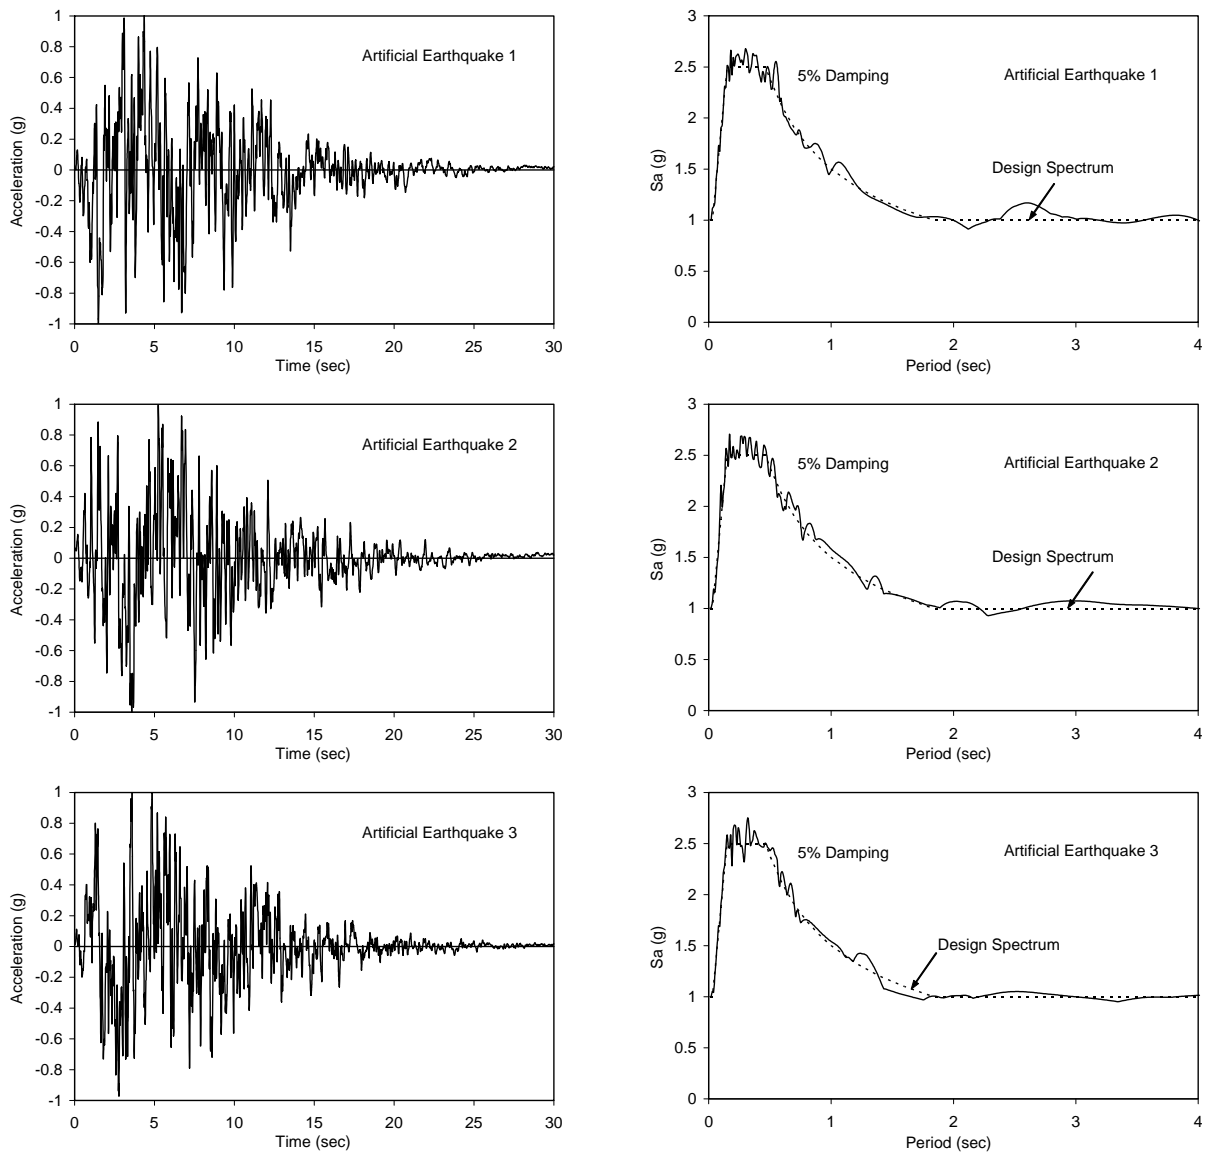 1
0.8
0.6
0.4
0.2
0
-0.2
-0.4
-0.6
-0.8
-1
Acceleration (g)
Artificial Earthquake 1
0 5 10 15 20 25 30
Time (sec)
3
2.5
2
1.5
1
0.5
0
Sa (g)
5% Damping
Artificial Earthquake 1
Design Spectrum
0 1 2 3 4
Period (sec)
1
0.8
0.6
0.4
0.2
0
-0.2
-0.4
-0.6
-0.8
-1
Acceleration (g)
Artificial Earthquake 2
0 5 10 15 20 25 30
Time (sec)
3
2.5
2
1.5
1
0.5
0
Sa (g)
5% Damping
Artificial Earthquake 2
Design Spectrum
0 1 2 3 4
Period (sec)
1
0.8
0.6
0.4
0.2
0
-0.2
-0.4
-0.6
-0.8
-1
Acceleration (g)
Artificial Earthquake 3
0 5 10 15 20 25 30
Time (sec)
3
2.5
2
1.5
1
0.5
0
Sa (g)
5% Damping
Artificial Earthquake 3
Design Spectrum
0 1 2 3 4
Period (sec)